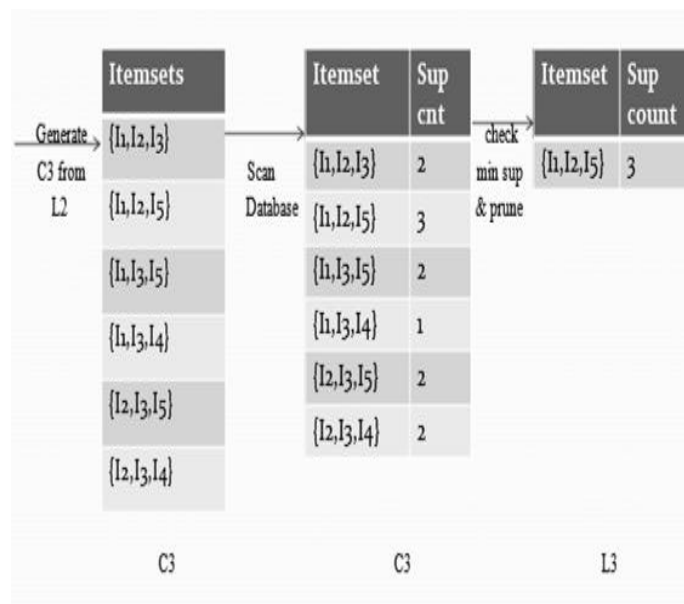 Itemsets
{I1,I2,I3}
{I1,I2,I5}
{I1,I3,I5}
{I1,I3,I4}
{I2,I3,I5}
{I2,I3,I4}
C3
Generate
C3 from
L2
Scan
Database
Itemset Sup cnt
{I1,I2,I3} 2
{I1,I2,I5} 3
{I1,I3,I5} 2
{I1,I3,I4} 1
{I2,I3,I5} 2
{I2,I3,I4} 2
C3
check
min sup
& prune
Itemset Sup count
{I1,I2,I5} 3
L3